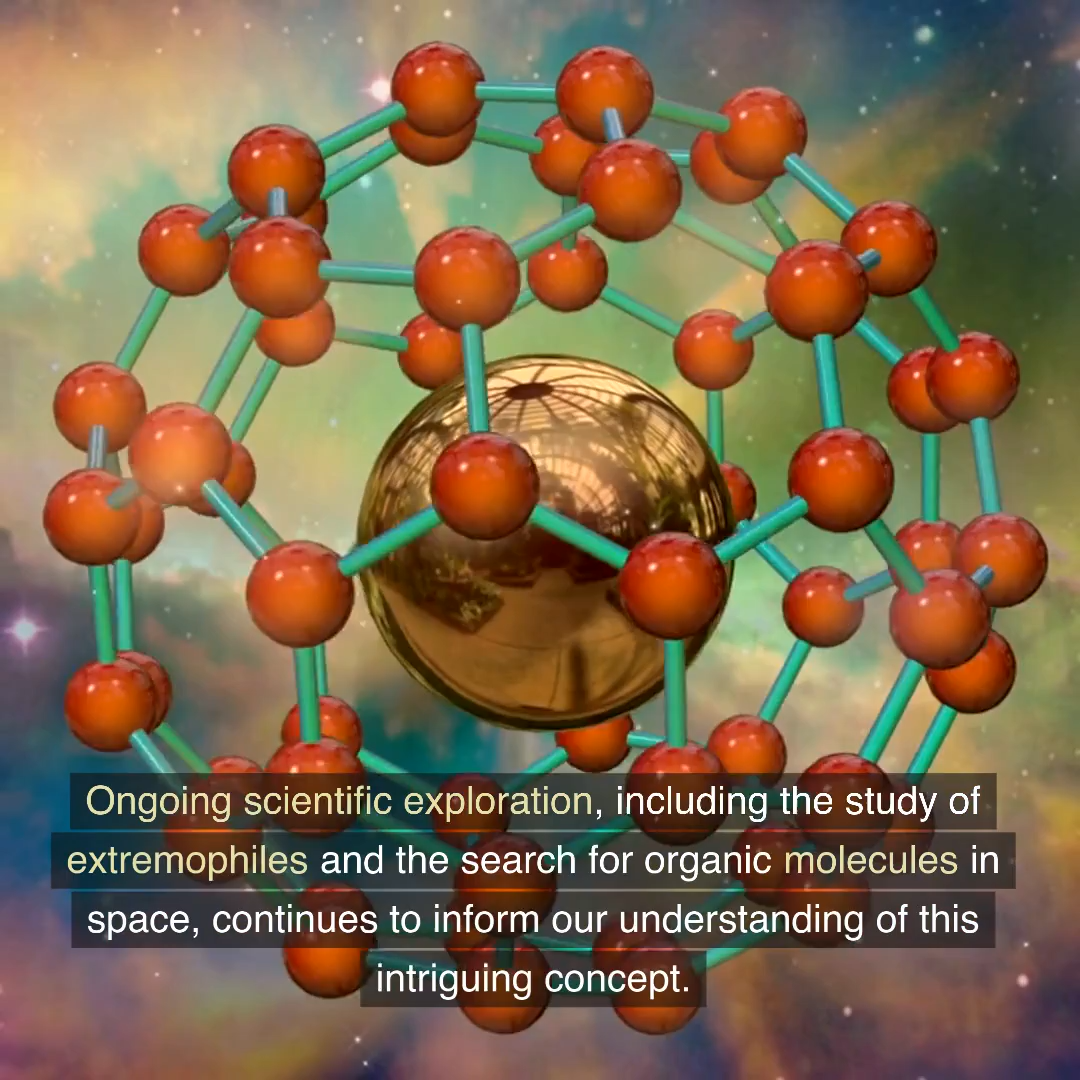 Ongoing scientific exploration, including the study of
extremophiles and the search for organic molecules in
space, continues to inform our understanding of this
intriguing concept.